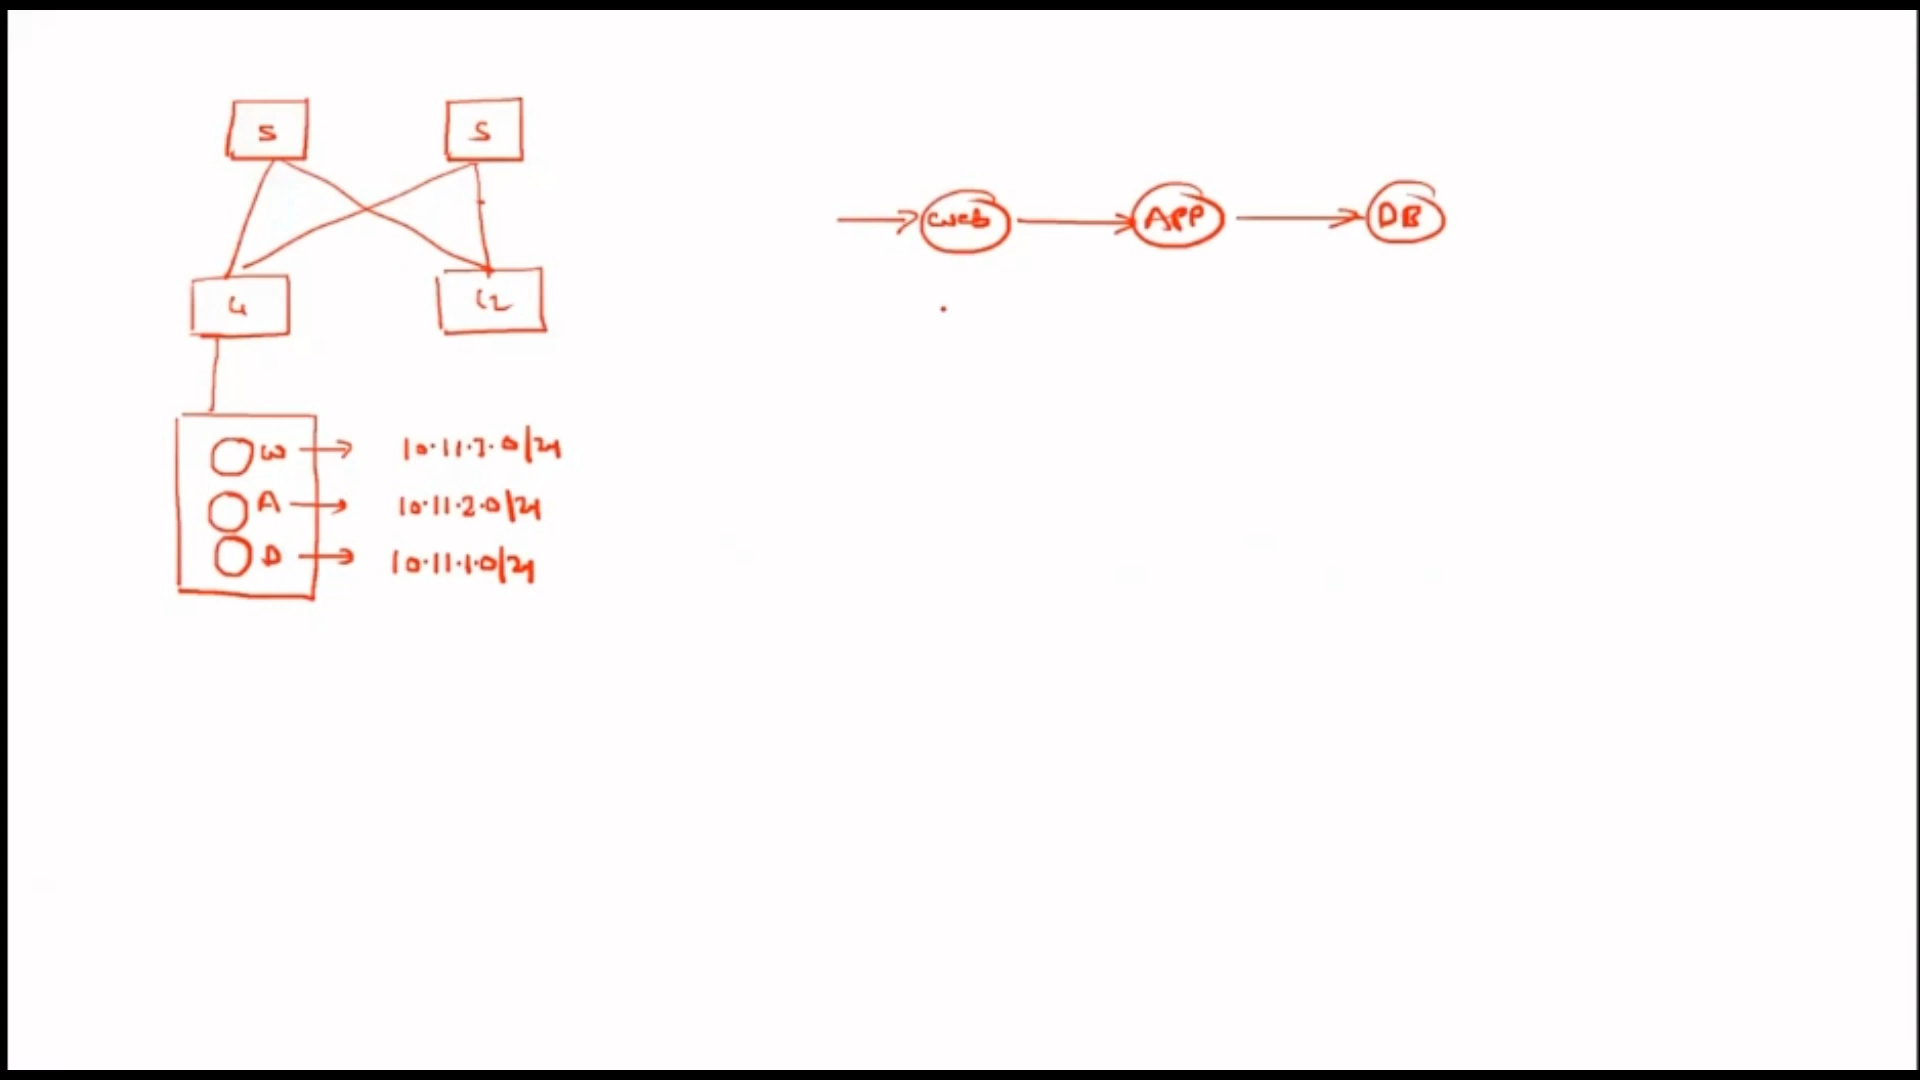 S
S
L1
L2
W → 10.11.3.0/24
A → 10.11.2.0/24
D → 10.11.1.0/24
→ Web → APP → DB